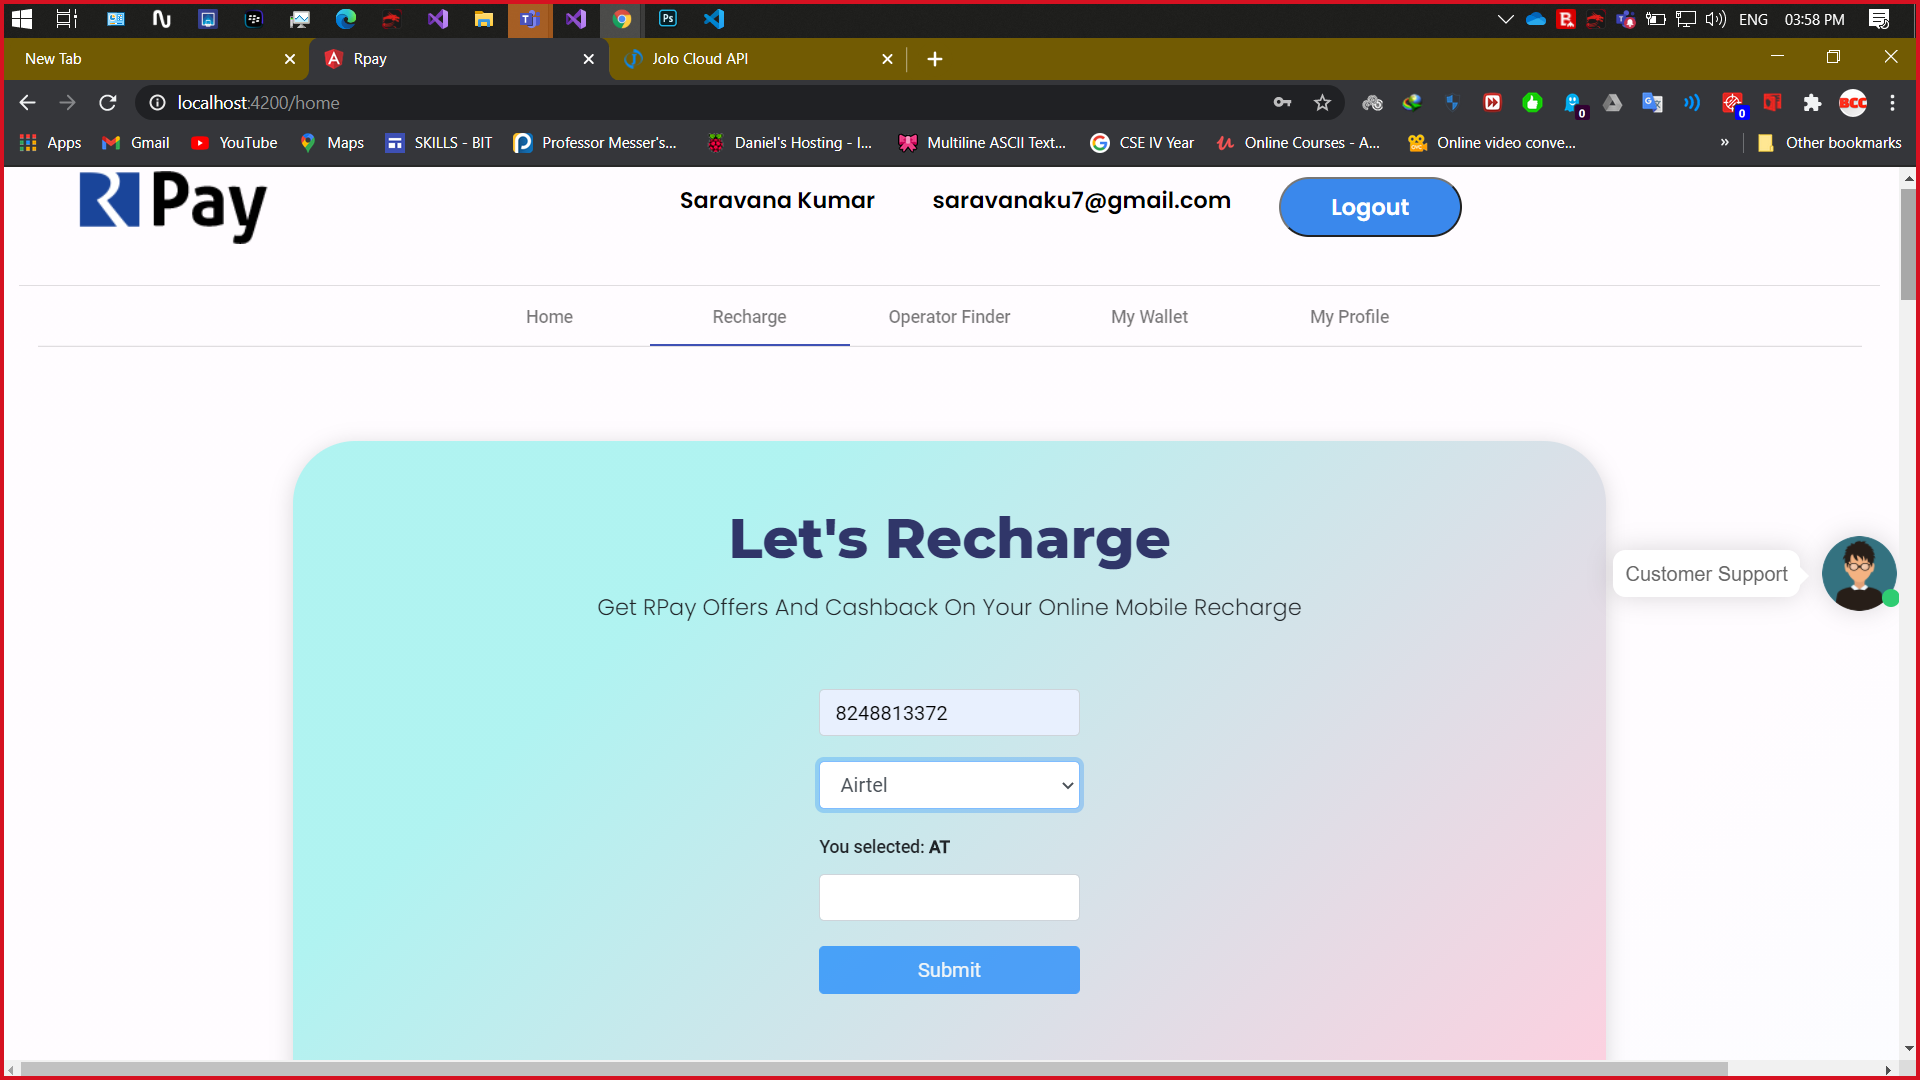 ENG 03:58 PM
New Tab
Rpay
Jolo Cloud API
localhost:4200/home
0
0
BCC
Apps
Gmail
YouTube
Maps
SKILLS - BIT
Professor Messer's...
Daniel's Hosting - I...
Multiline ASCII Text...
CSE IV Year
Online Courses - A...
Online video conve...
»
Other bookmarks
R Pay
Saravana Kumar
saravanaku7@gmail.com
Logout
Home
Recharge
Operator Finder
My Wallet
My Profile
Let's Recharge
Get RPay Offers And Cashback On Your Online Mobile Recharge
Customer Support
8248813372
Airtel
You selected: AT
Submit